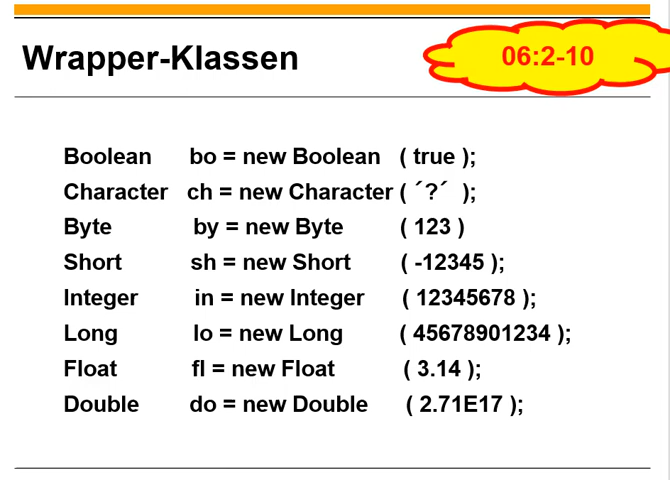 Wrapper-Klassen
06:2-10
Boolean bo = new Boolean ( true );
Character ch = new Character ( ´?´ );
Byte by = new Byte ( 123 )
Short sh = new Short ( -12345 );
Integer in = new Integer ( 12345678 );
Long lo = new Long ( 45678901234 );
Float fl = new Float ( 3.14 );
Double do = new Double ( 2.71E17 );